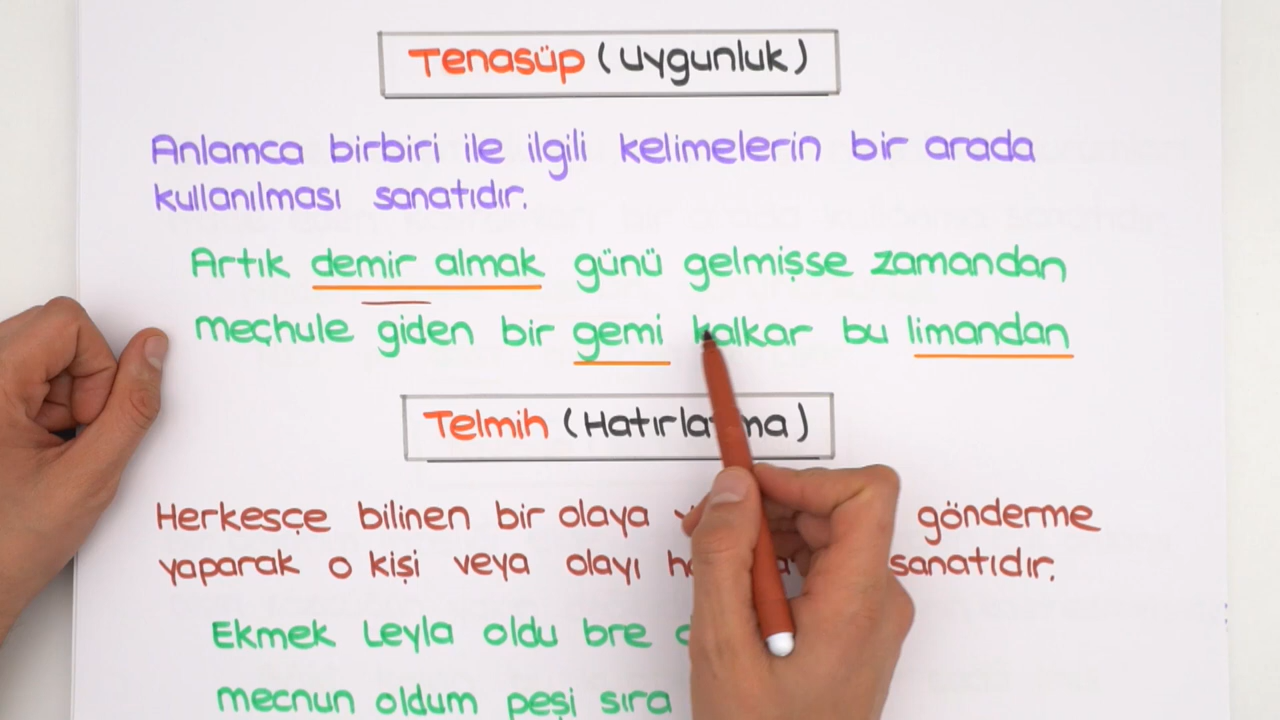 Tenasüp (Uygunluk)
Anlamca birbiri ile ilgili kelimelerin bir arada
kullanılması sanatıdır.
Artık demir almak günü gelmişse zamandan
meçhule giden bir gemi kalkar bu limandan
Telmih (Hatırlatma)
Herkesçe bilinen bir olaya gönderme
yaparak o kişi veya olayı sanatıdır.
Ekmek Leyla oldu bre
mecnun oldum peşi sıra